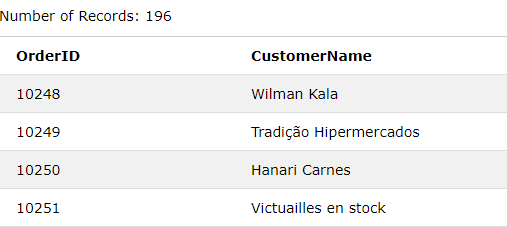 Number of Records: 196
OrderID CustomerName
10248 Wilman Kala
10249 Tradição Hipermercados
10250 Hanari Carnes
10251 Victuailles en stock